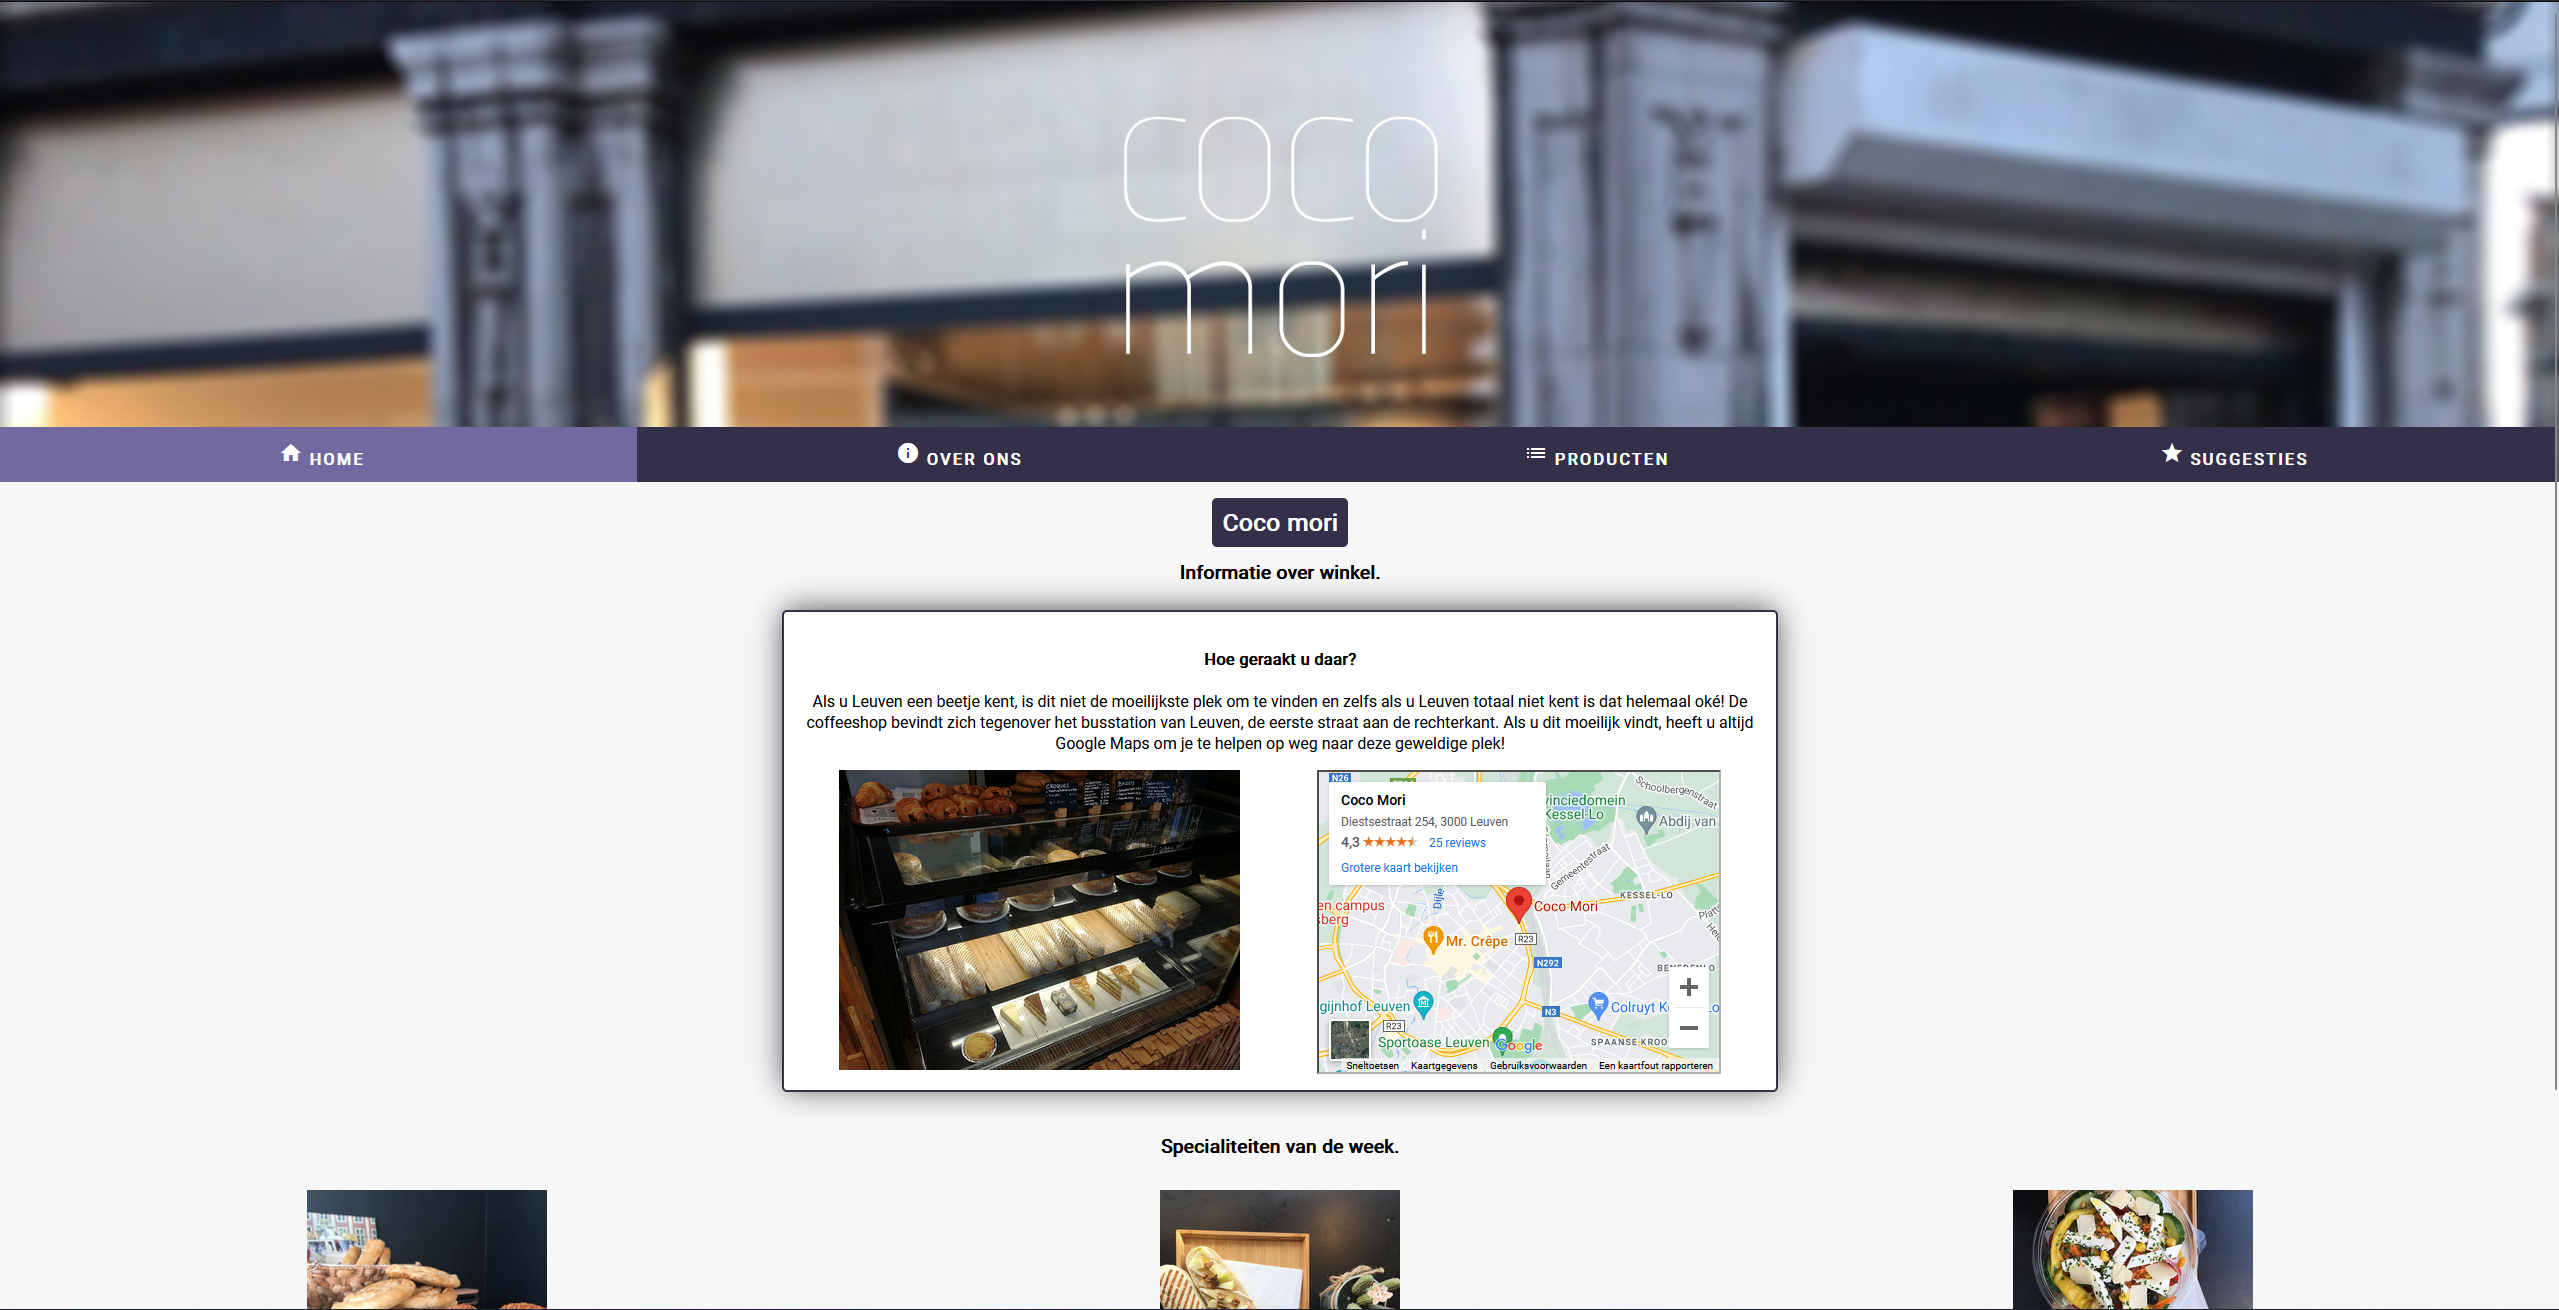 coco
mori
HOME
OVER ONS
PRODUCTEN
SUGGESTIES
Coco mori
Informatie over winkel.
Hoe geraakt u daar?
Als u Leuven een beetje kent, is dit niet de moeilijkste plek om te vinden en zelfs als u Leuven totaal niet kent is dat helemaal oké! De
coffeeshop bevindt zich tegenover het busstation van Leuven, de eerste straat aan de rechterkant. Als u dit moeilijk vindt, heeft u altijd
Google Maps om je te helpen op weg naar deze geweldige plek!
CROQUES
N26
Coco Mori
Diestsestraat 254, 3000 Leuven
4,3 25 reviews
Grotere kaart bekijken
vinciedomein
Kessel-Lo
Schoolbergenstraat
Abdij van
Gemeentestraat
KESSEL-LO
Dijle
en campus
berg
Coco Mori
Mr. Crêpe
R23
N292
gijnhof Leuven
N3
Colruyt
R23
Sportoase Leuven
Google
SPAANSE KROO
Sneltoetsen
Kaartgegevens
Gebruiksvoorwaarden
Een kaartfout rapporteren
Specialiteiten van de week.